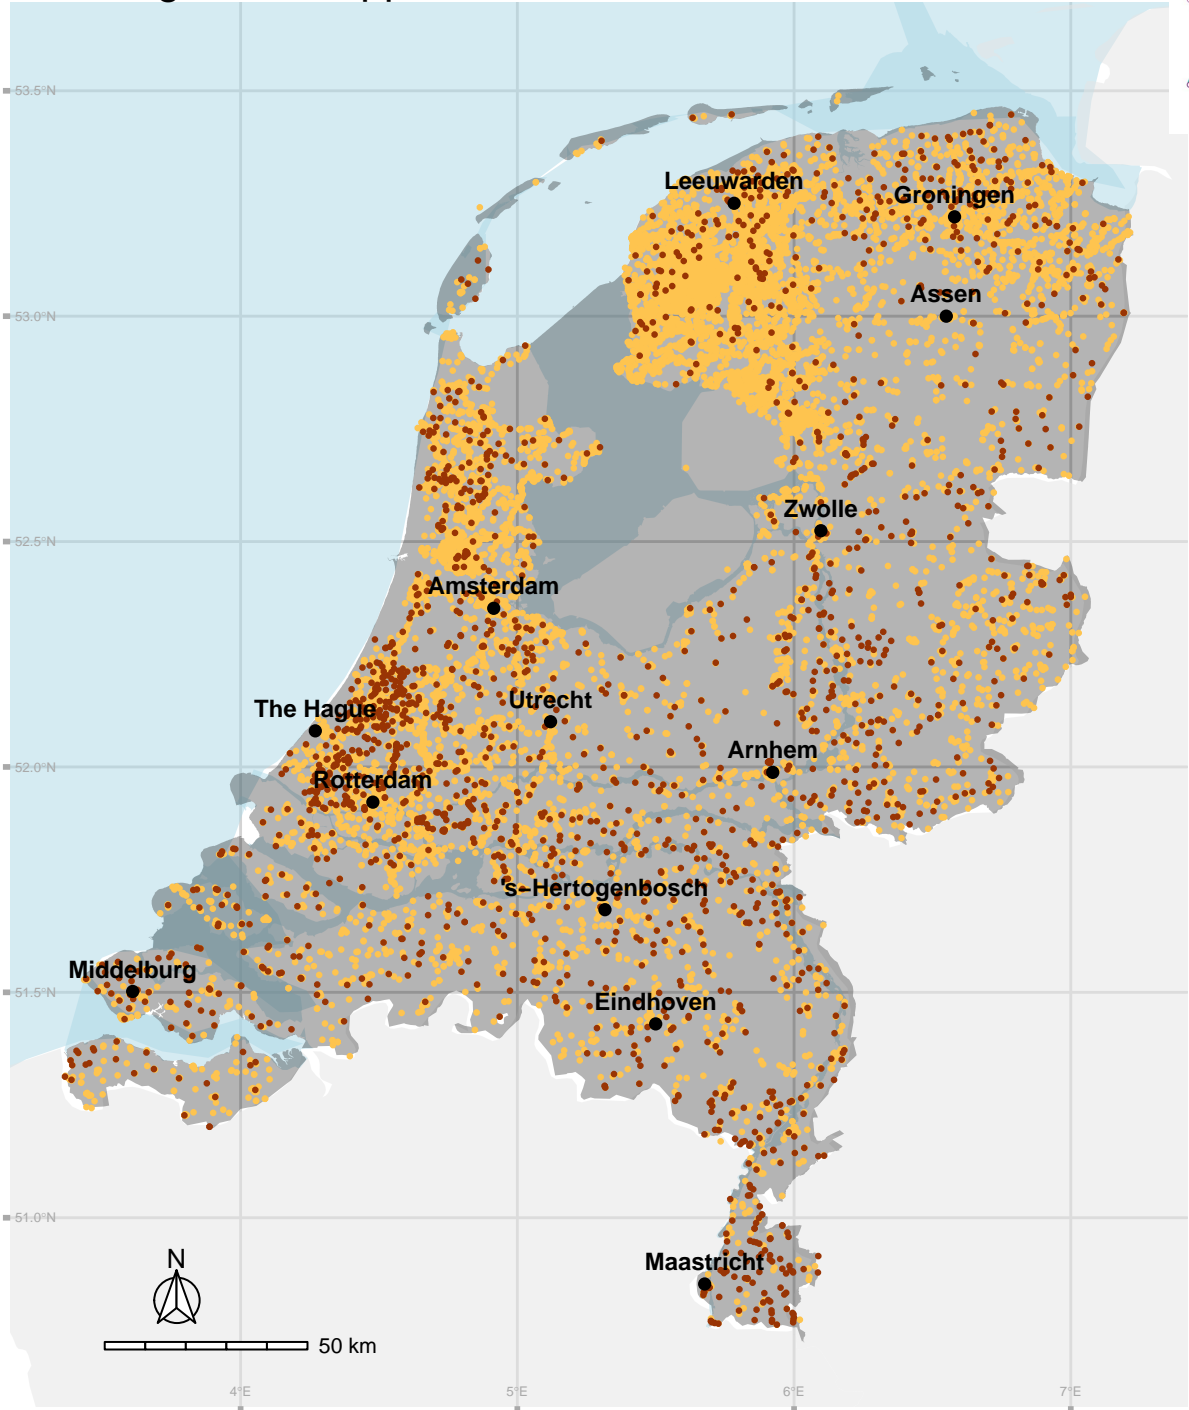 53.5°N
Leeuwarden
Groningen
Assen
53.0°N
Zwolle
52.5°N
Amsterdam
Utrecht
The Hague
Arnhem
52.0°N
Rotterdam
's−Hertogenbosch
Middelburg
51.5°N
Eindhoven
51.0°N
N
Maastricht
50 km
4°E
5°E
6°E
7°E